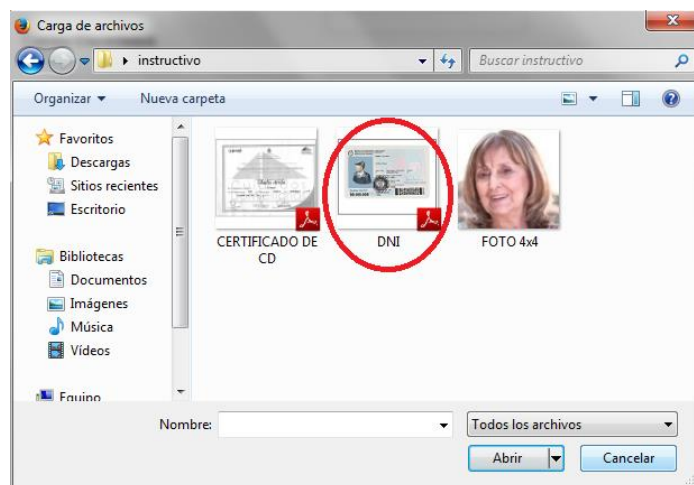 Carga de archivos
instructivo
Buscar instructivo
Organizar
Nueva carpeta
Favoritos
Descargas
Sitios recientes
Escritorio
Bibliotecas
Documentos
Imágenes
Música
Vídeos
Equipo
CERTIFICADO DE
CD
DNI
FOTO 4x4
Nombre:
Todos los archivos
Abrir
Cancelar